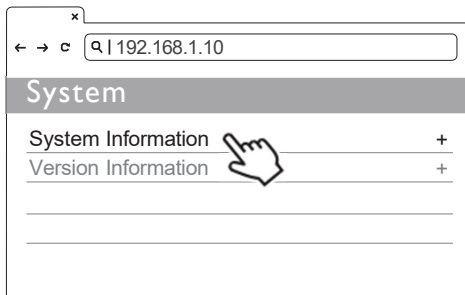 192.168.1.10
System
System Information +
Version Information +